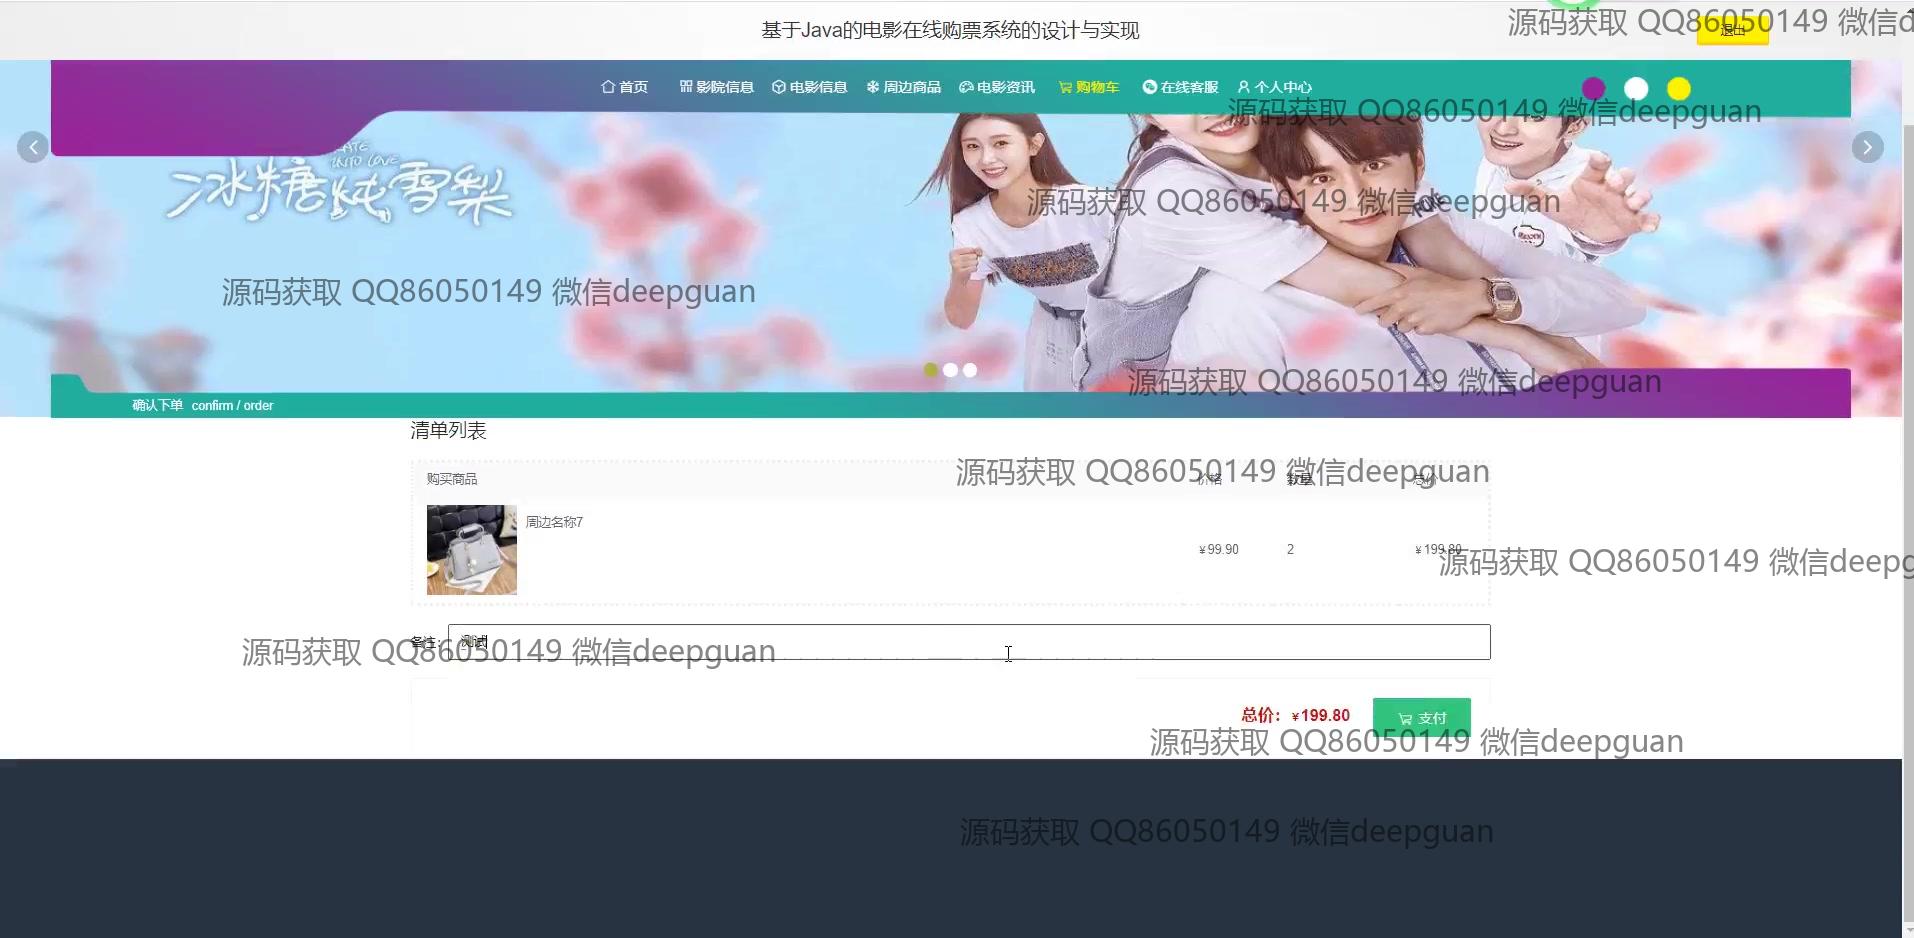 基于Java的电影在线购票系统的设计与实现
源码获取 QQ86050149 微信d
退出
首页 影院信息 电影信息 周边商品 电影资讯 购物车 在线客服 个人中心
源码获取 QQ86050149 微信deepguan
INTO LOVE
冰糖炖雪梨
源码获取 QQ86050149 微信deepguan
源码获取 QQ86050149 微信deepguan
源码获取 QQ86050149 微信deepguan
确认下单 confirm / order
清单列表
购买商品 价格 数量 总价
源码获取 QQ86050149 微信deepguan
周边名称7
¥99.90 2 ¥199.80
源码获取 QQ86050149 微信deepg
备注: 测试
源码获取 QQ86050149 微信deepguan
总价: ¥199.80 支付
源码获取 QQ86050149 微信deepguan
源码获取 QQ86050149 微信deepguan